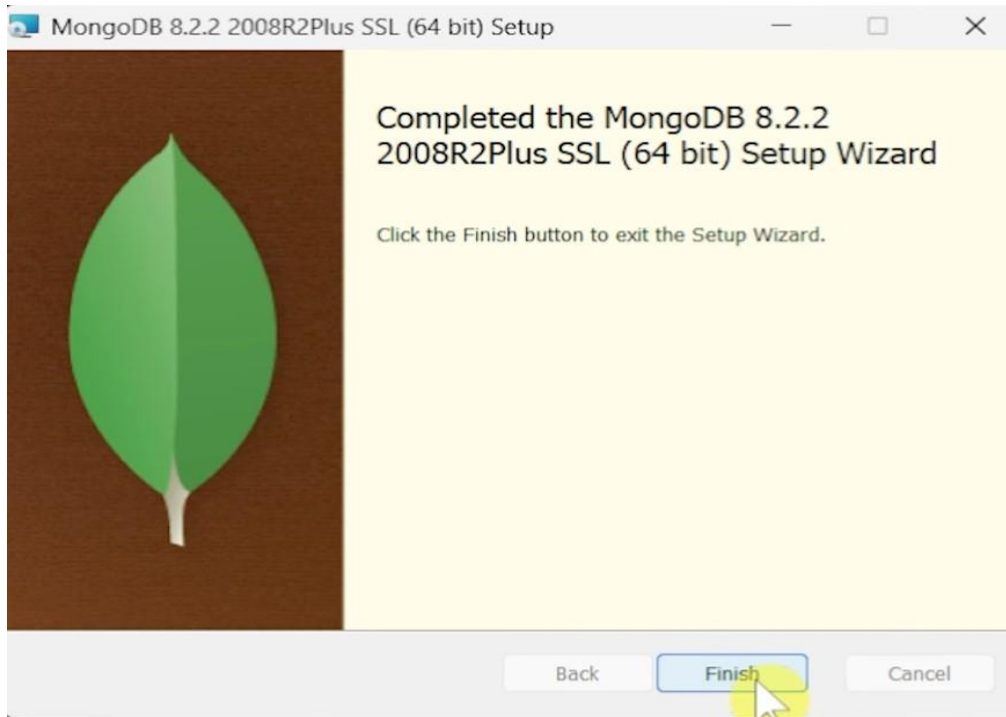 MongoDB 8.2.2 2008R2Plus SSL (64 bit) Setup
Completed the MongoDB 8.2.2
2008R2Plus SSL (64 bit) Setup Wizard
Click the Finish button to exit the Setup Wizard.
Back
Finish
Cancel